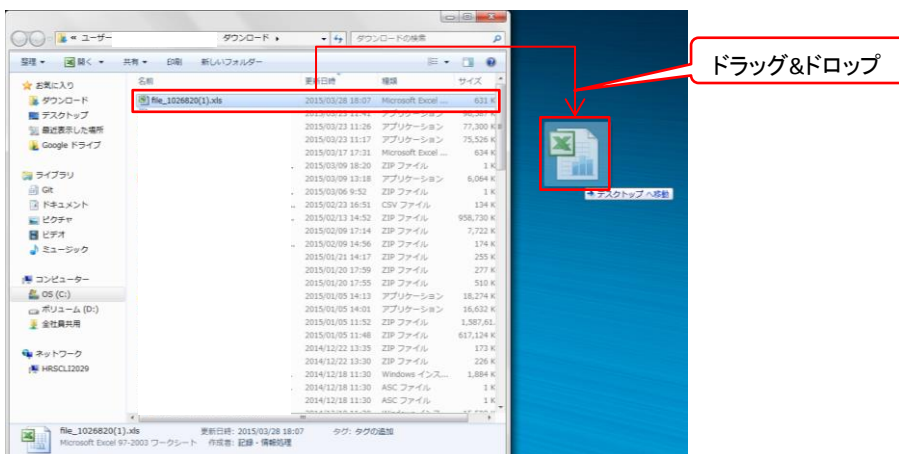 « ユーザー ダウンロード ▸ ダウンロードの検索
整理 ▾ 開く ▾ 共有 ▾ 印刷 新しいフォルダー
ドラッグ&ドロップ
名前 更新日時 種類 サイズ
お気に入り
ダウンロード
デスクトップ
最近表示した場所
Google ドライブ
ライブラリ
Git
ドキュメント
ピクチャ
ビデオ
ミュージック
コンピューター
OS (C:)
ボリューム (D:)
全社員共用
ネットワーク
HRSCLI2029
file_1026820(1).xls 2015/03/28 18:07 Microsoft Excel ... 631 K
2015/03/23 11:26 アプリケーション 77,300 K
2015/03/23 11:17 アプリケーション 75,526 K
2015/03/17 17:31 Microsoft Excel ... 634 K
2015/03/09 18:20 ZIP ファイル 1 K
2015/03/09 13:18 アプリケーション 6,064 K
2015/03/06 9:52 ZIP ファイル 1 K
2015/02/23 16:51 CSV ファイル 134 K
2015/02/13 14:52 ZIP ファイル 958,730 K
2015/02/09 17:14 ZIP ファイル 7,722 K
2015/02/09 14:56 ZIP ファイル 174 K
2015/01/21 14:17 ZIP ファイル 255 K
2015/01/20 17:59 ZIP ファイル 277 K
2015/01/20 17:55 ZIP ファイル 510 K
2015/01/05 14:13 アプリケーション 18,274 K
2015/01/05 14:01 アプリケーション 16,632 K
2015/01/05 11:52 ZIP ファイル 1,587,61
2015/01/05 11:48 ZIP ファイル 617,124 K
2014/12/22 13:35 ZIP ファイル 173 K
2014/12/22 13:30 ZIP ファイル 226 K
2014/12/18 11:30 Windows インス... 1,884 K
2014/12/18 11:30 ASC ファイル 1 K
2014/12/18 11:30 ASC ファイル 1 K
デスクトップ へ移動
file_1026820(1).xls 更新日時: 2015/03/28 18:07 タグ: タグの追加
Microsoft Excel 97-2003 ワークシート 作成者: 記録・情報処理